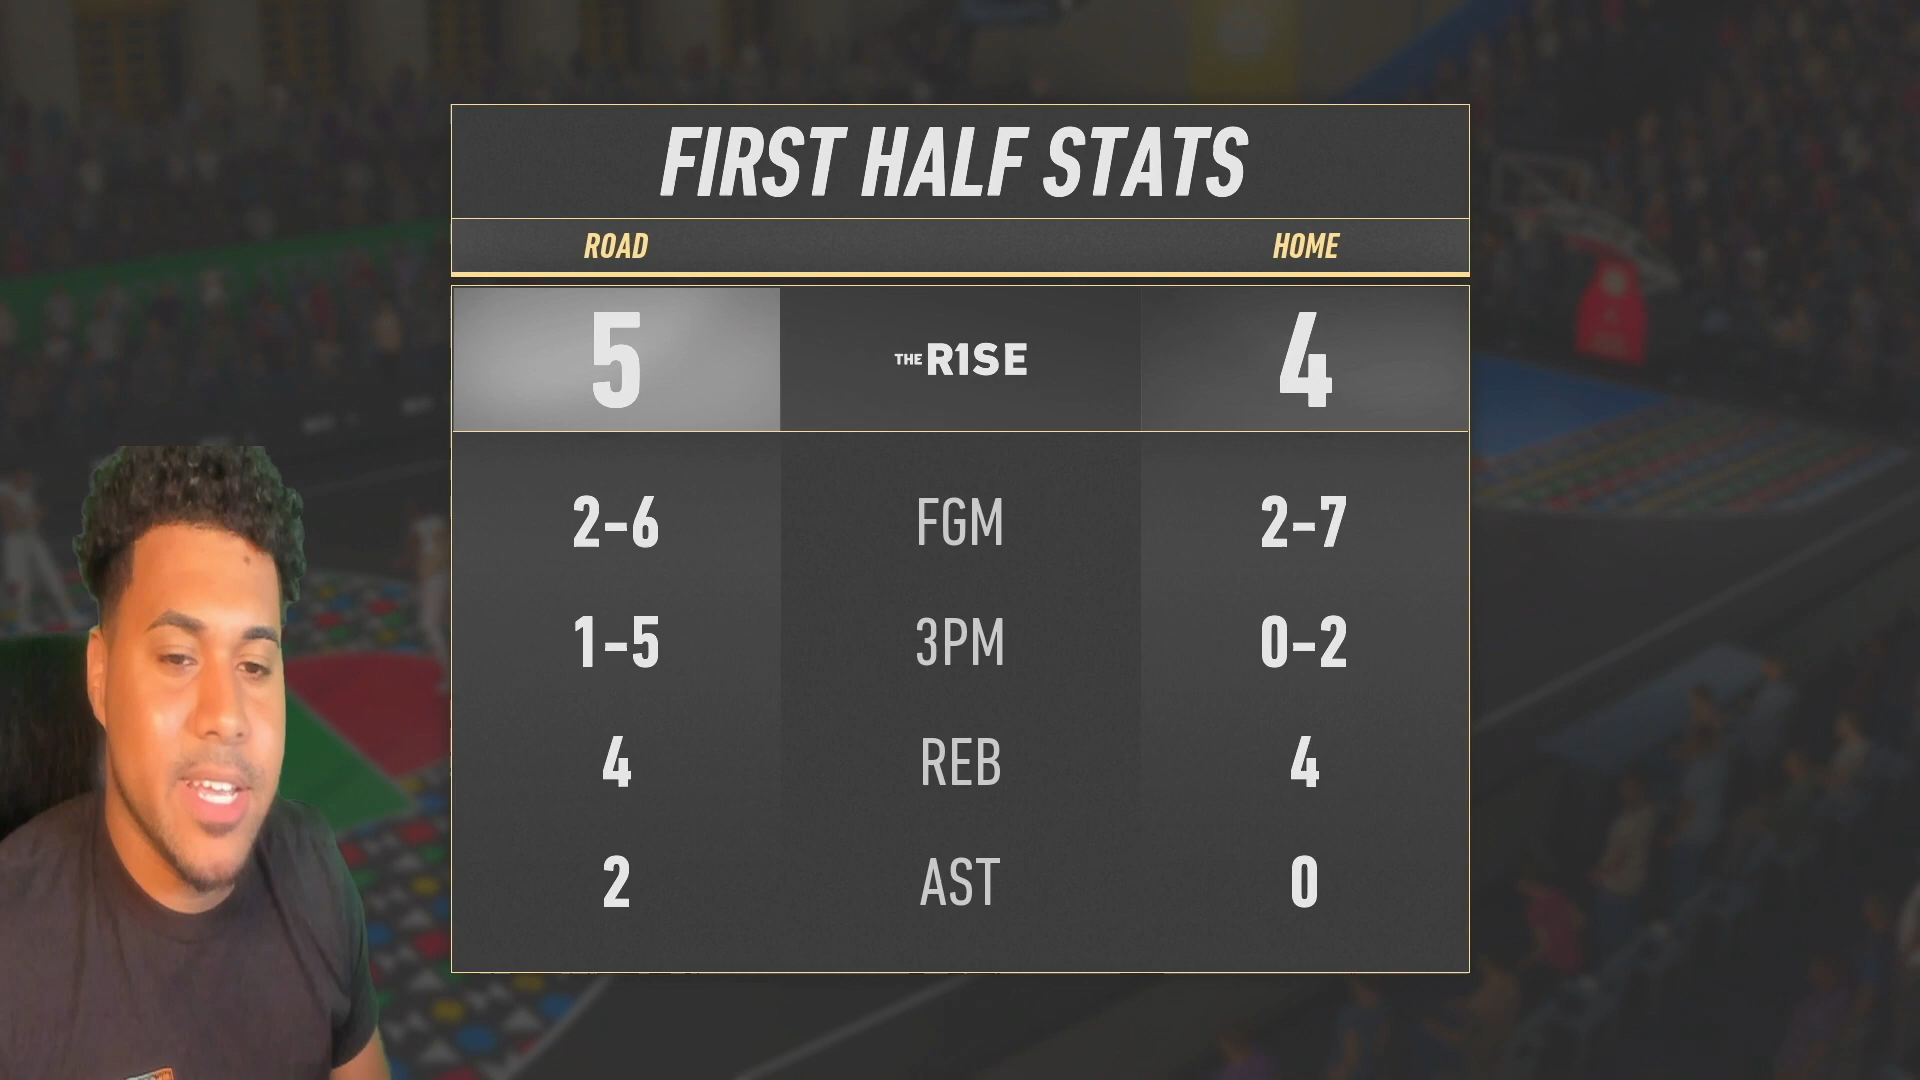 FIRST HALF STATS
ROAD HOME
5 THE R1SE 4
2-6 FGM 2-7
1-5 3PM 0-2
4 REB 4
2 AST 0